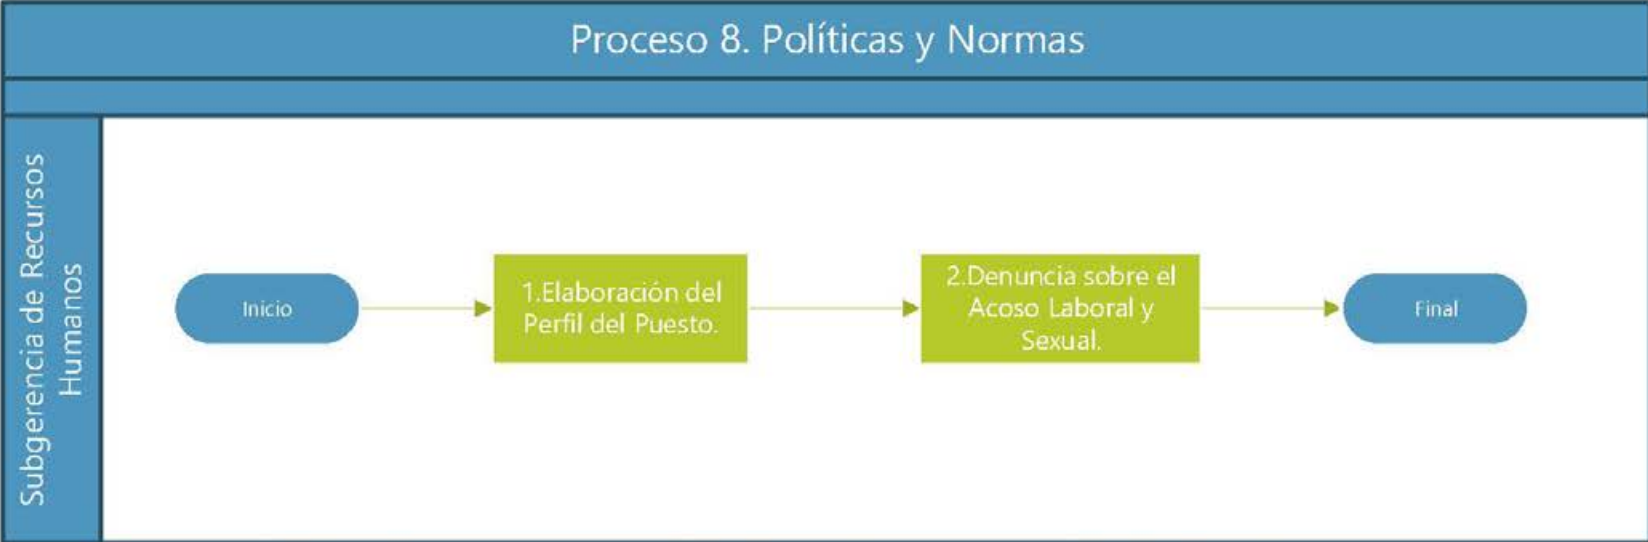 Proceso 8. Políticas y Normas
Subgerencia de Recursos
Humanos
Inicio
1.Elaboración del
Perfil del Puesto.
2.Denuncia sobre el
Acoso Laboral y
Sexual.
Final